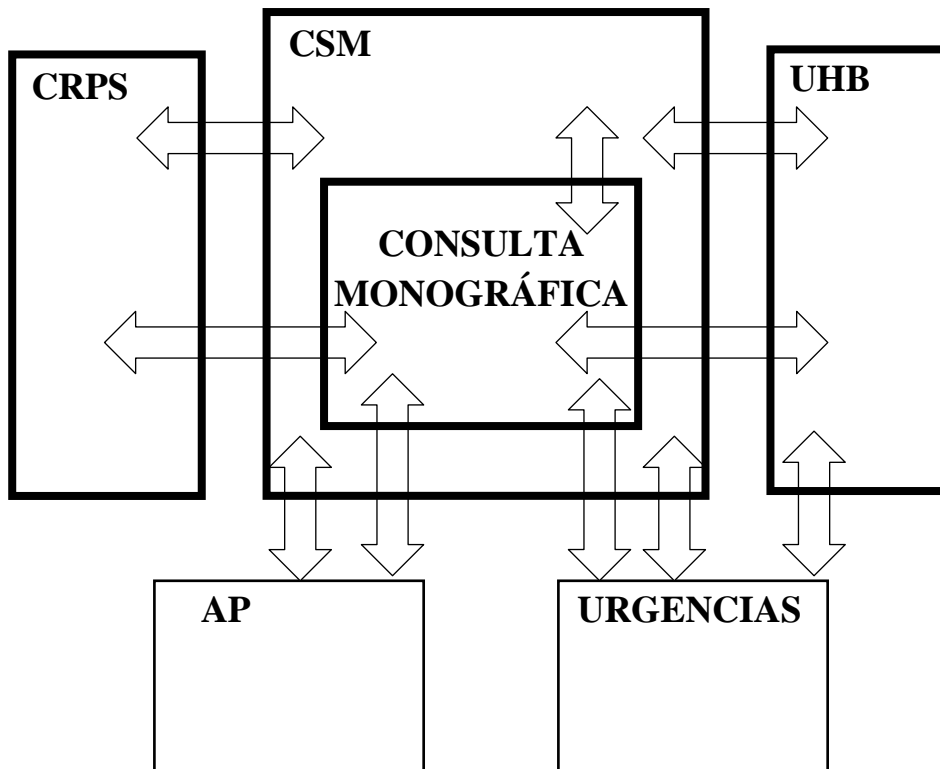 CSM
CRPS
UHB
CONSULTA
MONOGRÁFICA
AP
URGENCIAS